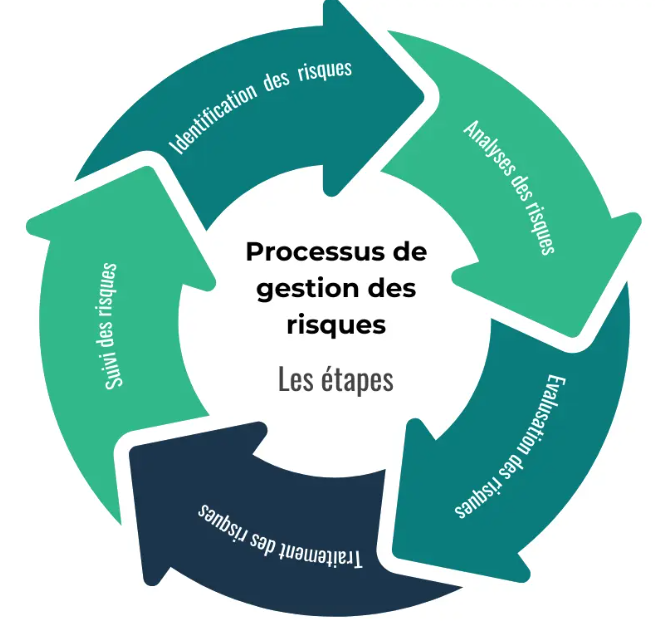 Identification des risques
Analyses des risques
Processus de
gestion des
risques
Les étapes
Evalusation des risques
Traitement des risques
Suivi des risques